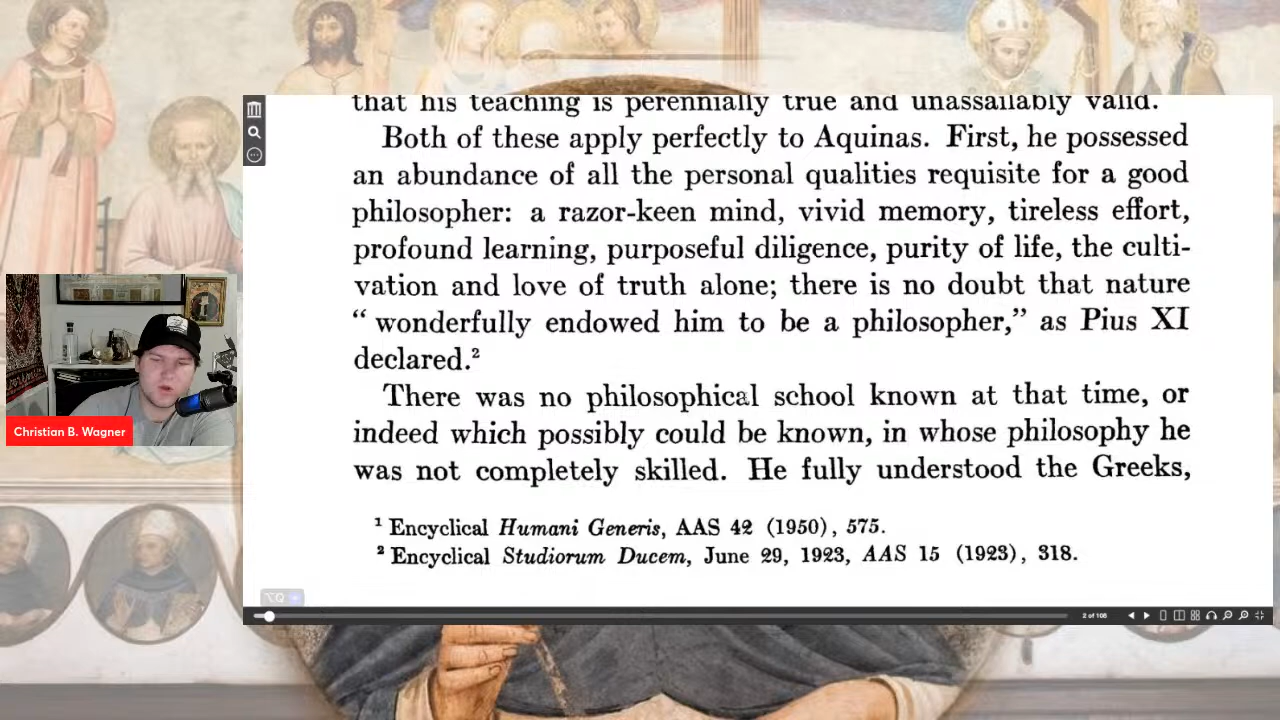 that his teaching is perennially true and unassailably valid.
Both of these apply perfectly to Aquinas. First, he possessed
an abundance of all the personal qualities requisite for a good
philosopher: a razor-keen mind, vivid memory, tireless effort,
profound learning, purposeful diligence, purity of life, the culti-
vation and love of truth alone; there is no doubt that nature
“ wonderfully endowed him to be a philosopher,” as Pius XI
declared.²
There was no philosophical school known at that time, or
indeed which possibly could be known, in whose philosophy he
was not completely skilled. He fully understood the Greeks,
¹ Encyclical Humani Generis, AAS 42 (1950), 575.
² Encyclical Studiorum Ducem, June 29, 1923, AAS 15 (1923), 318.
Christian B. Wagner
⌥Q
2 of 108